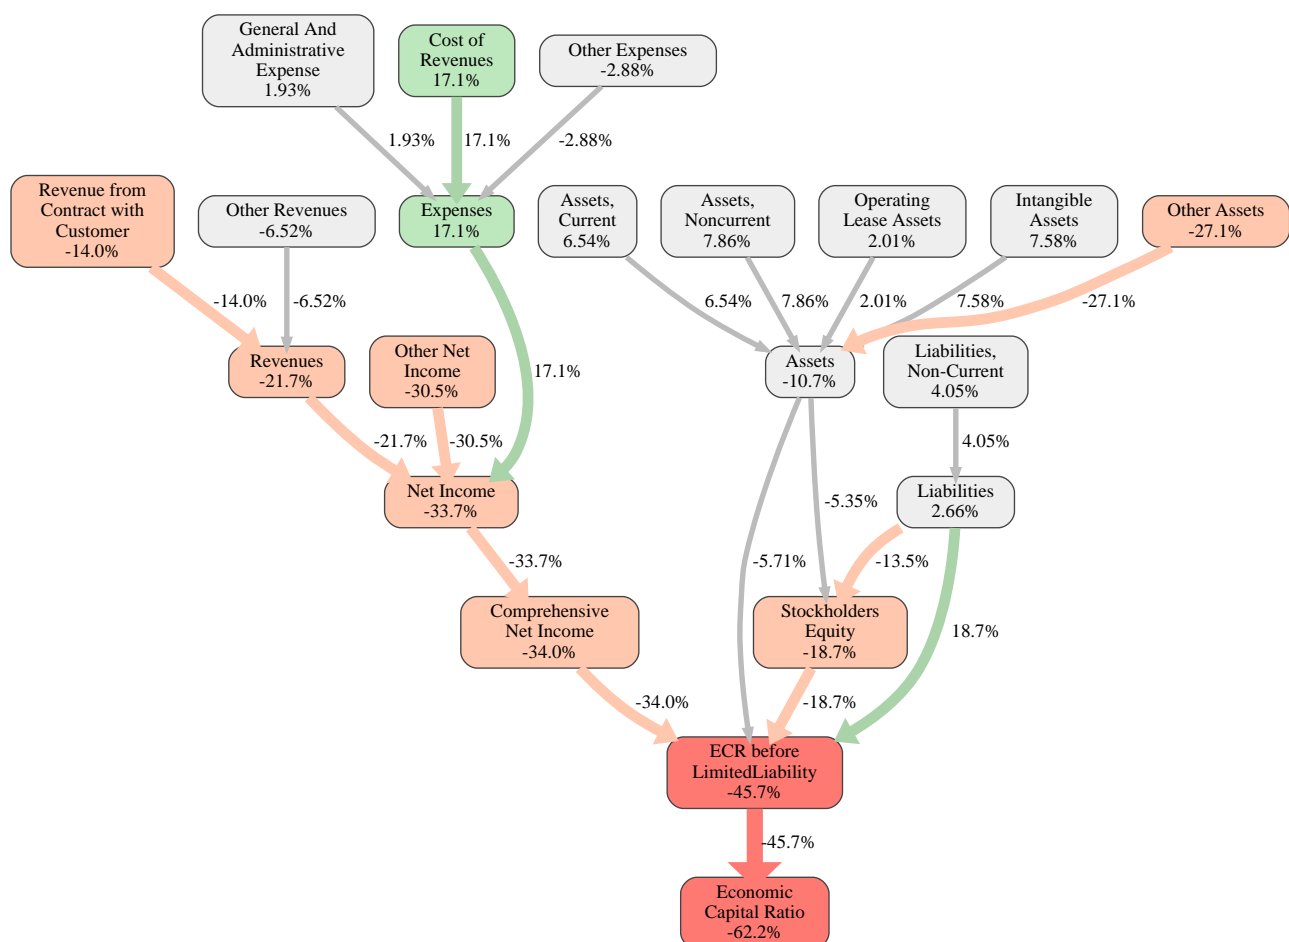 General And
Administrative
Expense
1.93%
Cost of
Revenues
17.1%
Other Expenses
-2.88%
1.93%
17.1%
-2.88%
Revenue from
Contract with
Customer
-14.0%
Other Revenues
-6.52%
Expenses
17.1%
Assets,
Current
6.54%
Assets,
Noncurrent
7.86%
Operating
Lease Assets
2.01%
Intangible
Assets
7.58%
Other Assets
-27.1%
-14.0%
-6.52%
6.54%
7.86%
2.01%
7.58%
-27.1%
Revenues
-21.7%
Other Net
Income
-30.5%
17.1%
Assets
-10.7%
Liabilities,
Non-Current
4.05%
-21.7%
-30.5%
4.05%
Net Income
-33.7%
-5.35%
Liabilities
2.66%
-33.7%
-5.71%
-13.5%
Comprehensive
Net Income
-34.0%
Stockholders
Equity
-18.7%
18.7%
-34.0%
-18.7%
ECR before
LimitedLiability
-45.7%
-45.7%
Economic
Capital Ratio
-62.2%